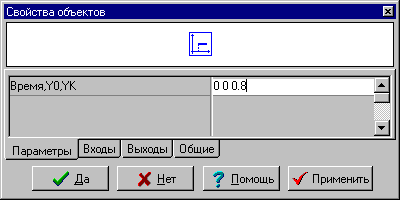 Свойства объектов
Время,Y0,YK 0 0 0.8
Параметры Входы Выходы Общие
Да Нет Помощь Применить